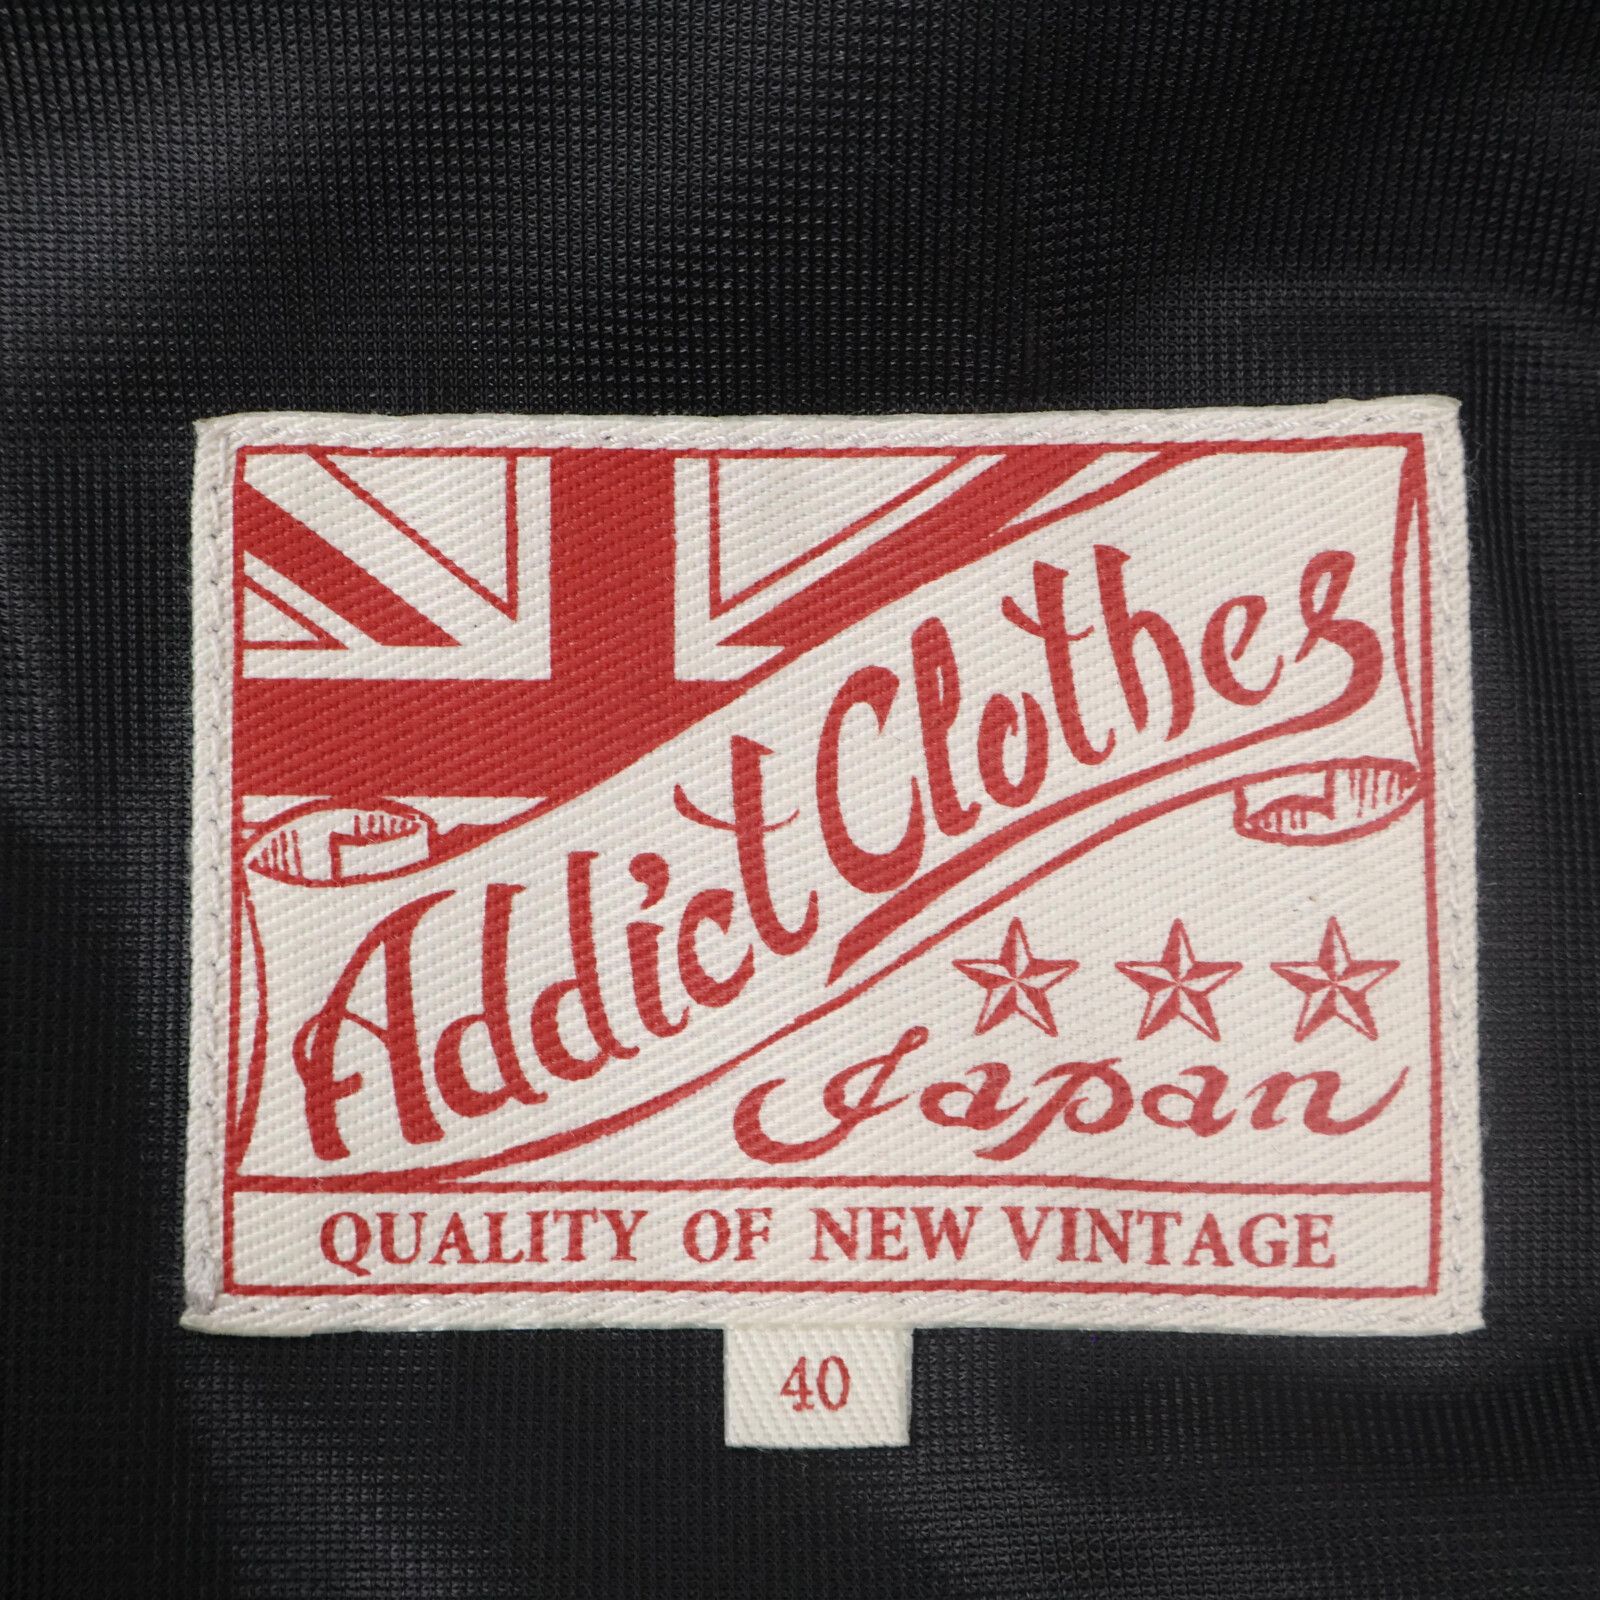 Addict Clothes
Japan
QUALITY OF NEW VINTAGE
40